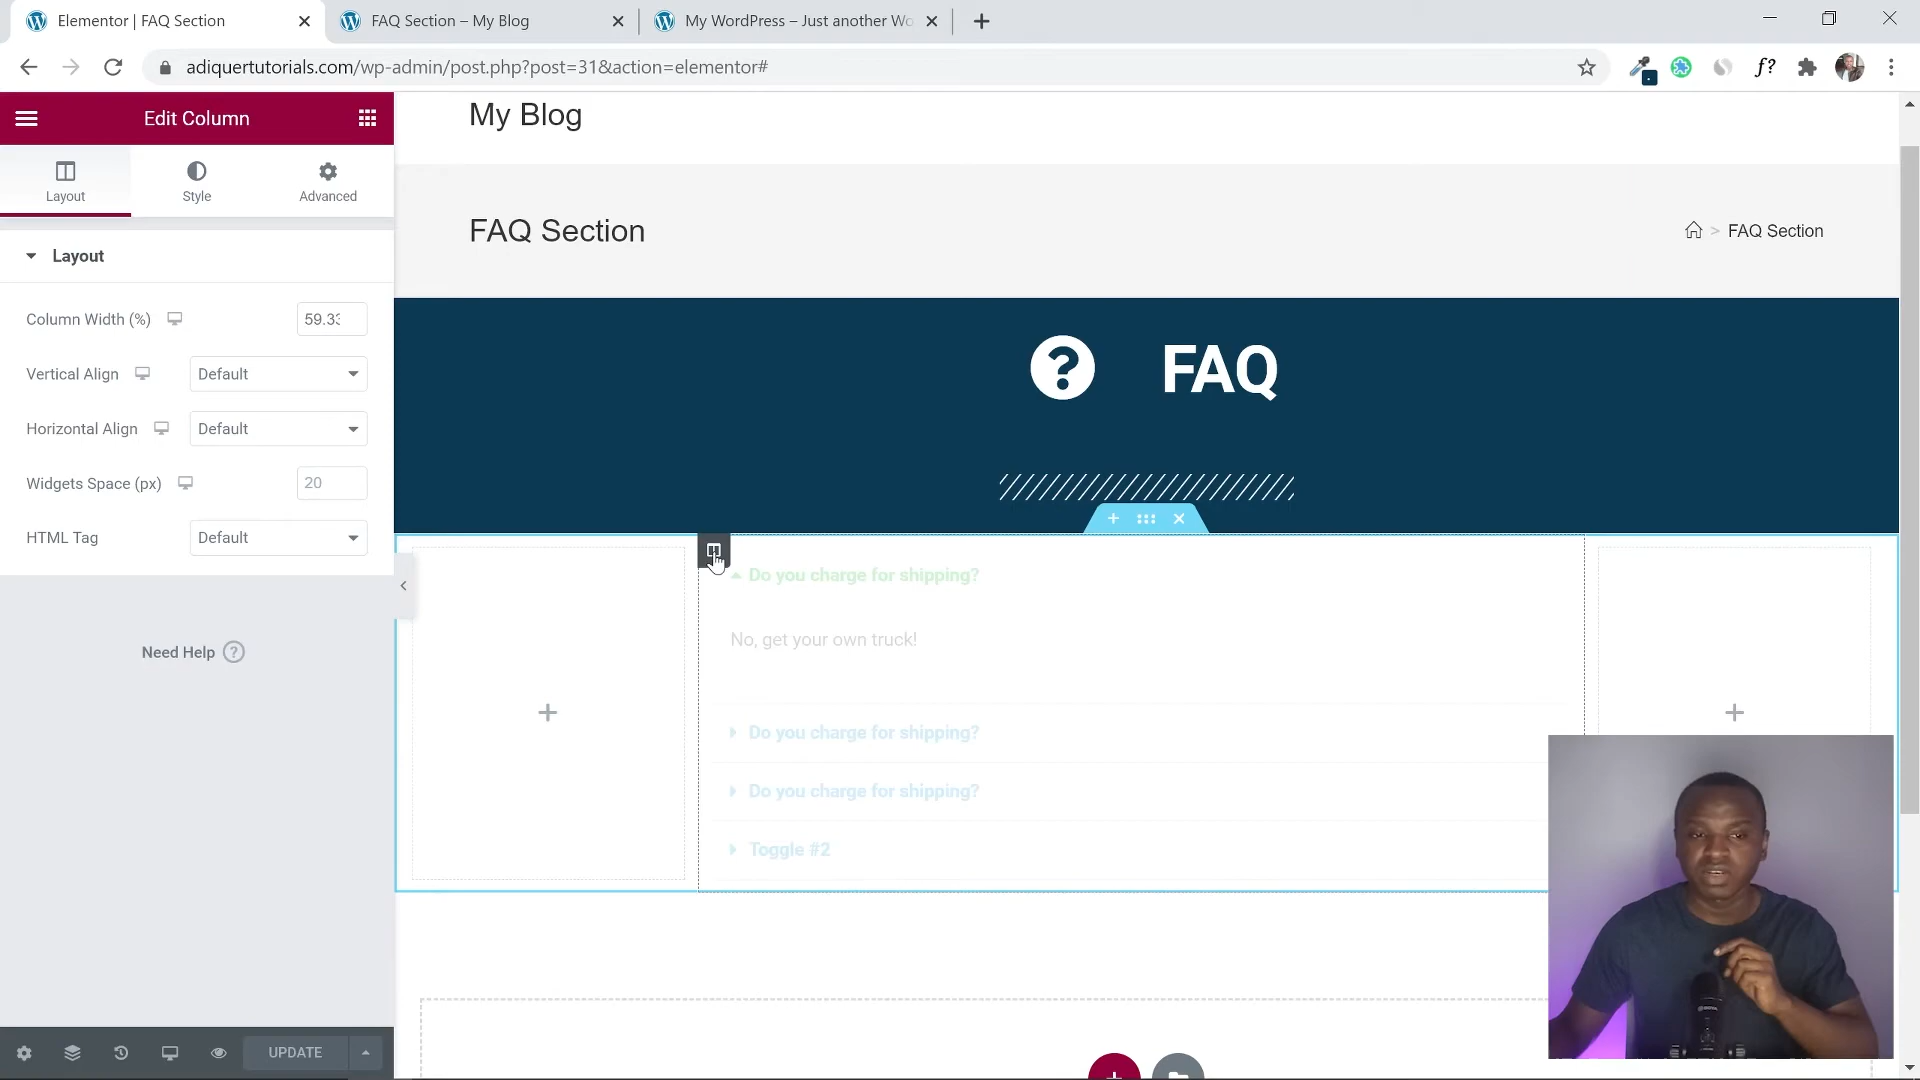 Elementor | FAQ Section
FAQ Section – My Blog
My WordPress – Just another Wo
adiquertutorials.com/wp-admin/post.php?post=31&action=elementor#
f?
Edit Column
My Blog
Layout
Style
Advanced
FAQ Section
> FAQ Section
Layout
Column Width (%)
59.33
Vertical Align
Default
FAQ
Horizontal Align
Default
Widgets Space (px)
20
HTML Tag
Default
Do you charge for shipping?
No, get your own truck!
Need Help
Do you charge for shipping?
Do you charge for shipping?
Toggle #2
UPDATE